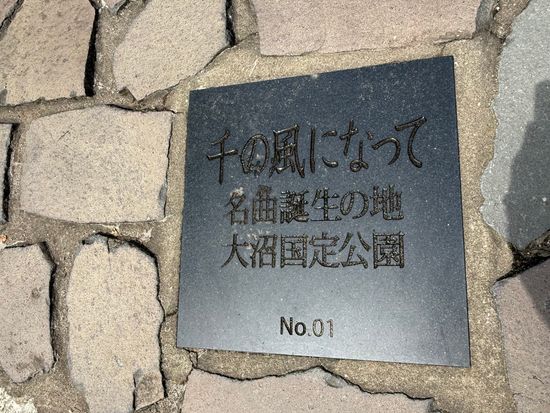 千の風になって
名曲誕生の地
大沼国定公園
No.01